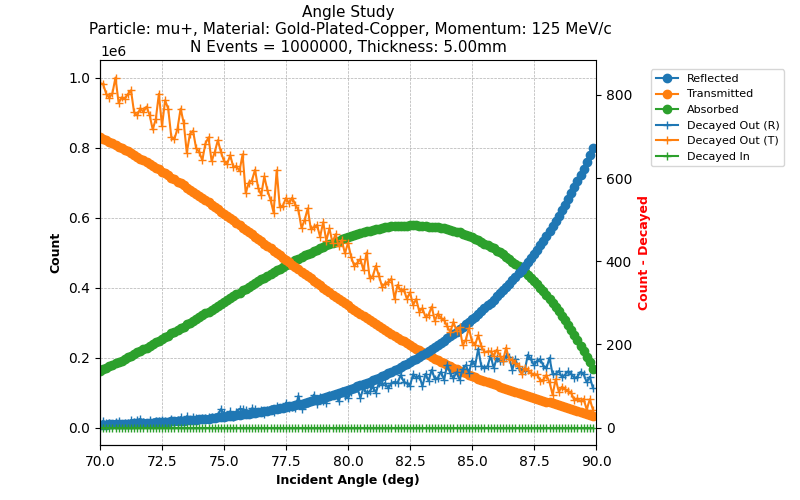 Angle Study
Particle: mu+, Material: Gold-Plated-Copper, Momentum: 125 MeV/c
N Events = 1000000, Thickness: 5.00mm
1e6
1.0
0.8
0.6
0.4
0.2
0.0
Count
70.0 72.5 75.0 77.5 80.0 82.5 85.0 87.5 90.0
Incident Angle (deg)
800
600
400
200
0
Count - Decayed
Reflected
Transmitted
Absorbed
Decayed Out (R)
Decayed Out (T)
Decayed In